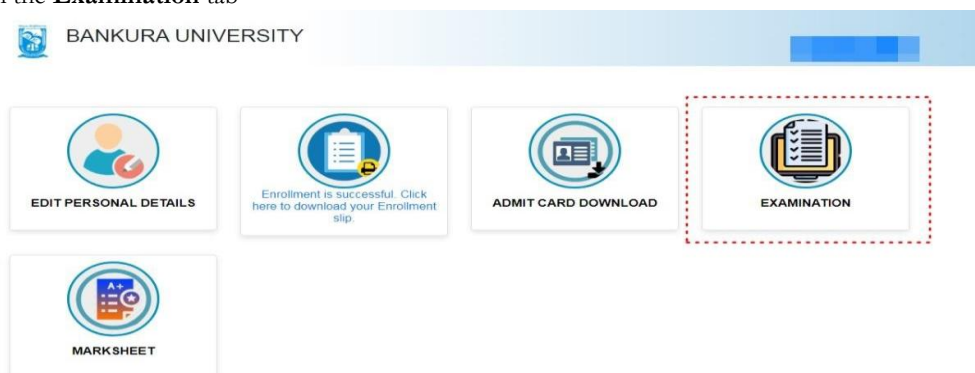 the Examination tab
BANKURA UNIVERSITY
EDIT PERSONAL DETAILS
Enrollment is successful. Click
here to download your Enrollment
slip.
ADMIT CARD DOWNLOAD
EXAMINATION
A+
MARKSHEET